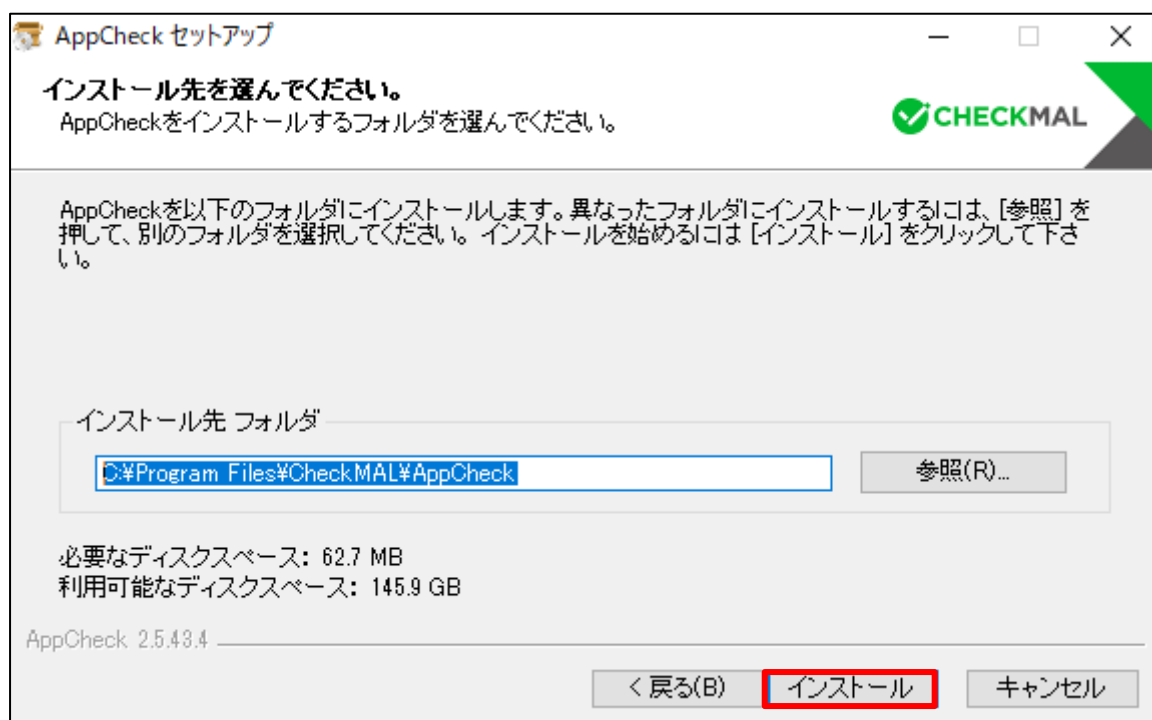 AppCheck セットアップ
インストール先を選んでください。
AppCheckをインストールするフォルダを選んでください。
CHECKMAL
AppCheckを以下のフォルダにインストールします。異なったフォルダにインストールするには、[参照] を
押して、別のフォルダを選択してください。 インストールを始めるには [インストール] をクリックして下さ
い。
インストール先 フォルダ
C:¥Program Files¥CheckMAL¥AppCheck
参照(R)...
必要なディスクスペース: 62.7 MB
利用可能なディスクスペース: 145.9 GB
AppCheck 2.5.43.4
< 戻る(B)
インストール
キャンセル